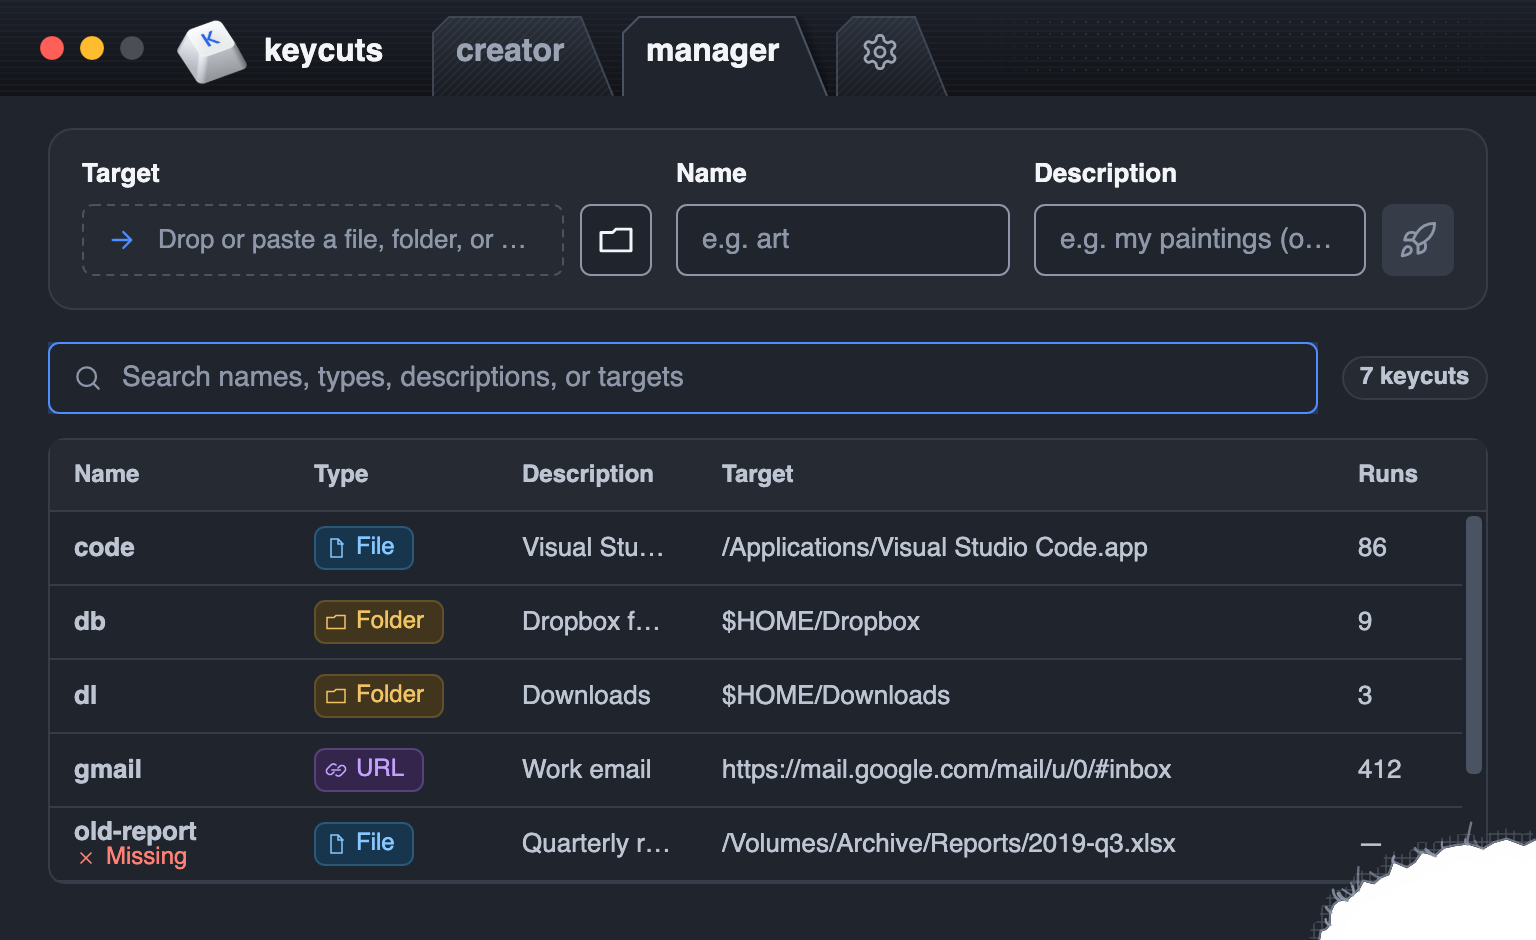 K
keycuts
creator
manager
Target
Name
Description
Drop or paste a file, folder, or …
e.g. art
e.g. my paintings (o…
Search names, types, descriptions, or targets
7 keycuts
Name Type Description Target Runs
code File Visual Stu… /Applications/Visual Studio Code.app 86
db Folder Dropbox f… $HOME/Dropbox 9
dl Folder Downloads $HOME/Downloads 3
gmail URL Work email https://mail.google.com/mail/u/0/#inbox 412
old-report File Quarterly r… /Volumes/Archive/Reports/2019-q3.xlsx —
Missing